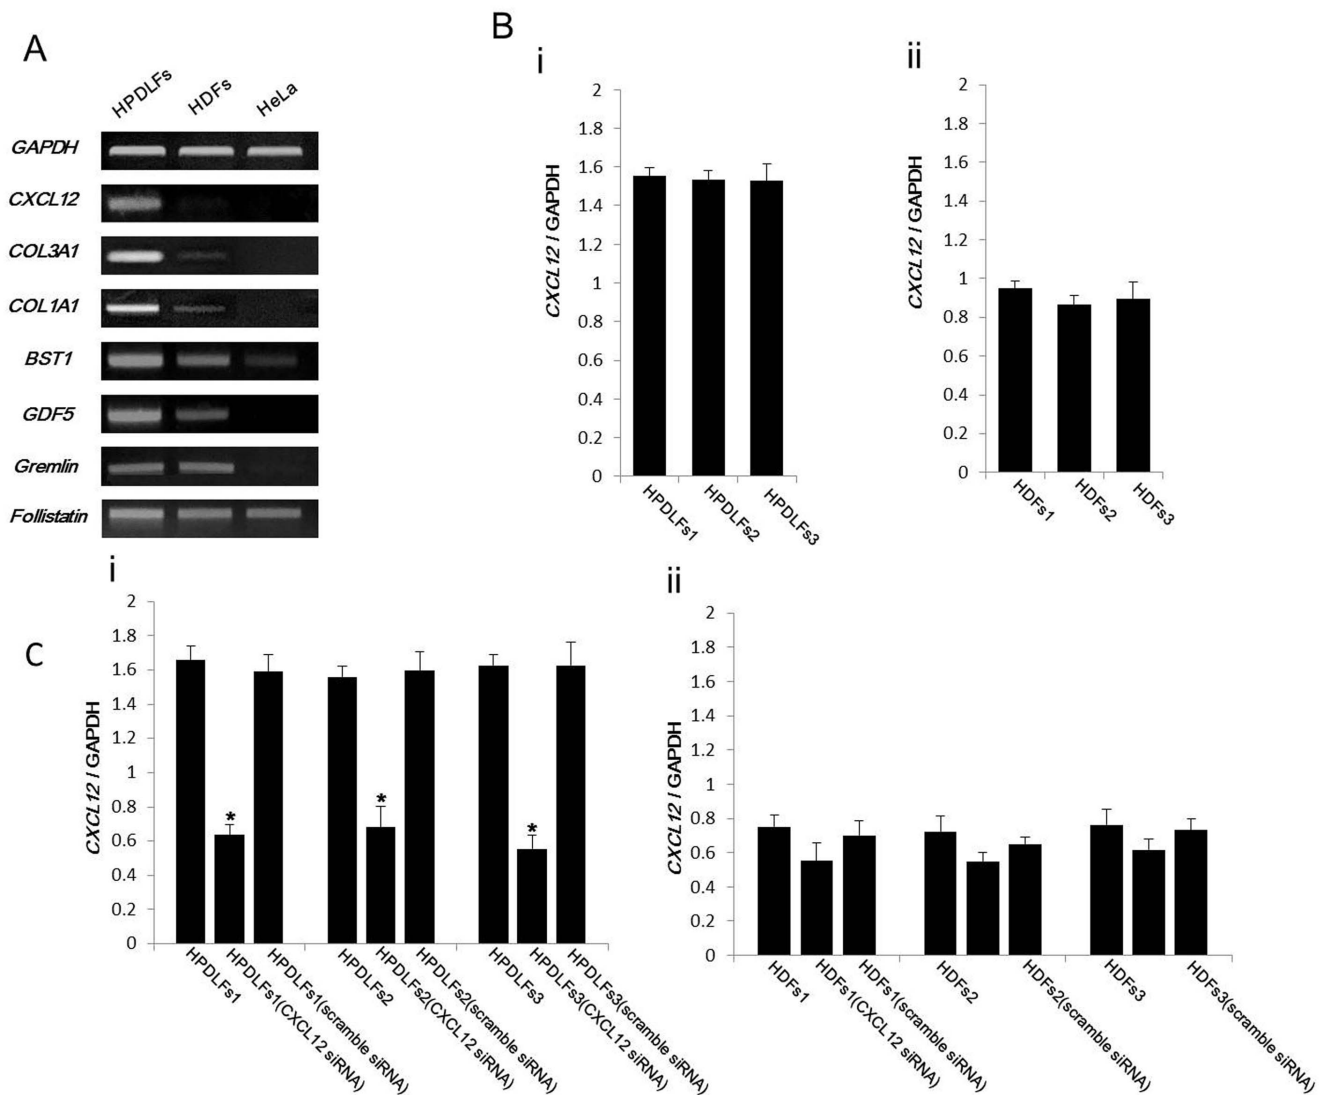 A
HPDLFs HDFs HeLa
GAPDH
CXCL12
COL3A1
COL1A1
BST1
GDF5
Gremlin
Follistatin
B
i
2
1.8
1.6
1.4
1.2
1
0.8
0.6
0.4
0.2
0
CXCL12 / GAPDH
HPDLFs1
HPDLFs2
HPDLFs3
ii
2
1.8
1.6
1.4
1.2
1
0.8
0.6
0.4
0.2
0
CXCL12 / GAPDH
HDFs1
HDFs2
HDFs3
C
i
2
1.8
1.6
1.4
1.2
1
0.8
0.6
0.4
0.2
0
CXCL12 / GAPDH
*
*
*
HPDLFs1
HPDLFs1(CXCL12 siRNA)
HPDLFs1(scramble siRNA)
HPDLFs2
HPDLFs2(CXCL12 siRNA)
HPDLFs2(scramble siRNA)
HPDLFs3
HPDLFs3(CXCL12 siRNA)
HPDLFs3(scramble siRNA)
ii
2
1.8
1.6
1.4
1.2
1
0.8
0.6
0.4
0.2
0
CXCL12 / GAPDH
HDFs1
HDFs1(CXCL12 siRNA)
HDFs1(scramble siRNA)
HDFs2
HDFs2(scramble siRNA)
HDFs3
HDFs3(scramble siRNA)